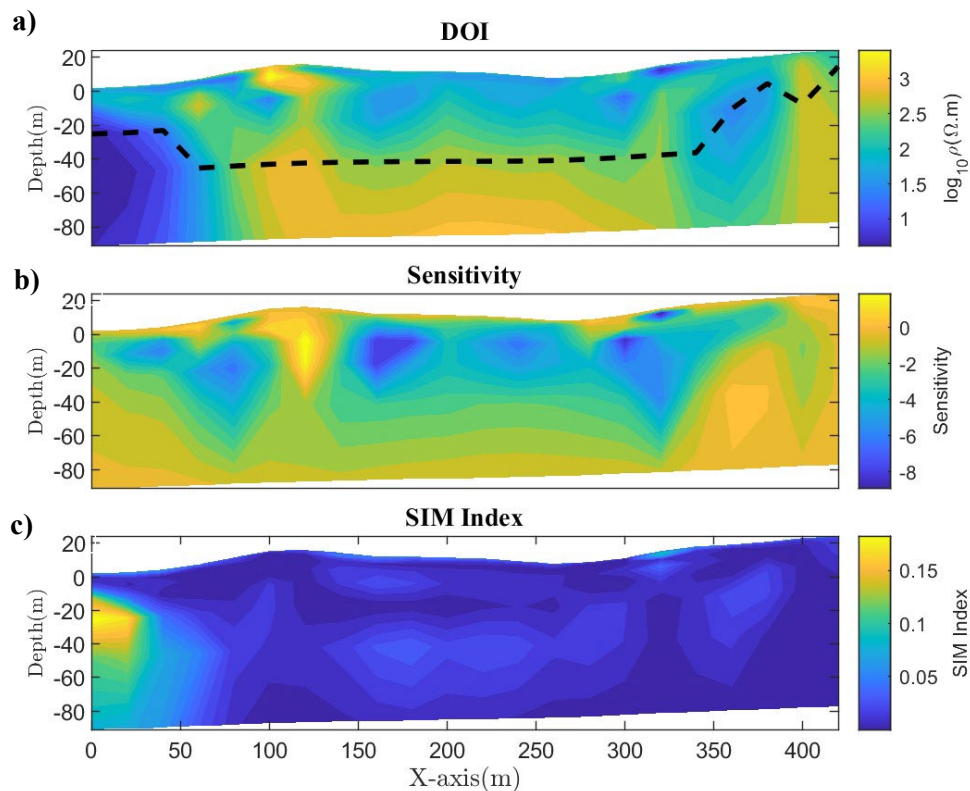 a)
DOI
20
0
-20
-40
-60
-80
Depth(m)
3
2.5
2
1.5
1
log10 ρ(Ω.m)
b)
Sensitivity
20
0
-20
-40
-60
-80
Depth(m)
0
-2
-4
-6
-8
Sensitivity
c)
SIM Index
20
0
-20
-40
-60
-80
Depth(m)
0.15
0.1
0.05
SIM Index
0 50 100 150 200 250 300 350 400
X-axis(m)